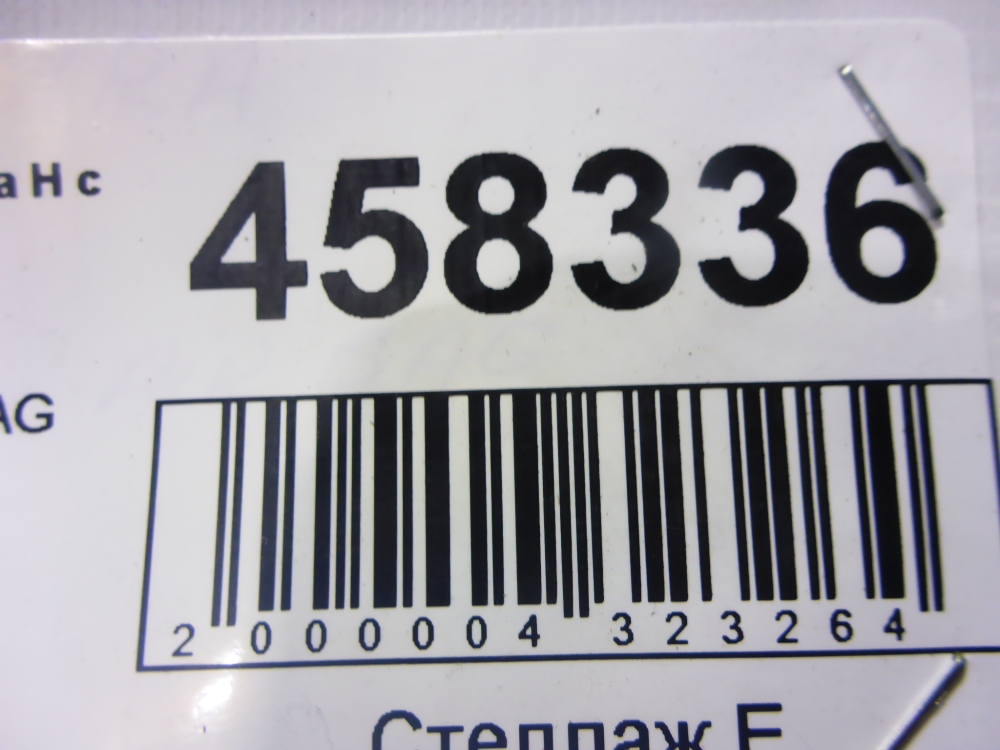 анс
458336
AG
2 000004 323264
Стеллаж Е